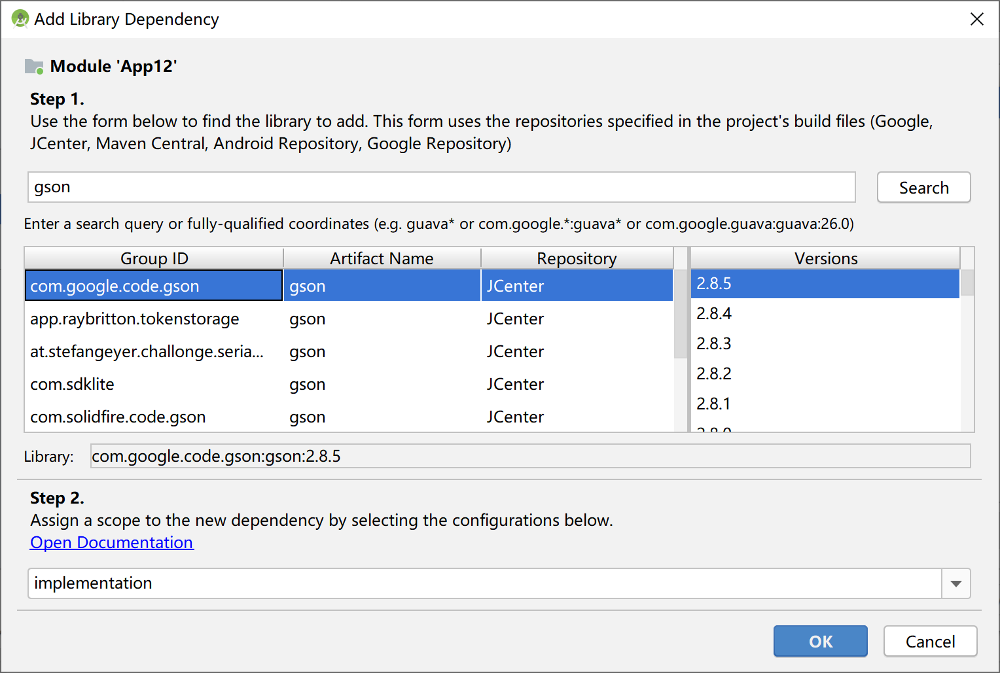 Add Library Dependency
Module 'App12'
Step 1.
Use the form below to find the library to add. This form uses the repositories specified in the project's build files (Google,
JCenter, Maven Central, Android Repository, Google Repository)
gson
Search
Enter a search query or fully-qualified coordinates (e.g. guava* or com.google.*:guava* or com.google.guava:guava:26.0)
Group ID Artifact Name Repository Versions
com.google.code.gson gson JCenter 2.8.5
app.raybritton.tokenstorage gson JCenter 2.8.4
at.stefangeyer.challonge.seria... gson JCenter 2.8.3
com.sdklite gson JCenter 2.8.2
com.solidfire.code.gson gson JCenter 2.8.1
Library: com.google.code.gson:gson:2.8.5
Step 2.
Assign a scope to the new dependency by selecting the configurations below.
Open Documentation
implementation
OK Cancel